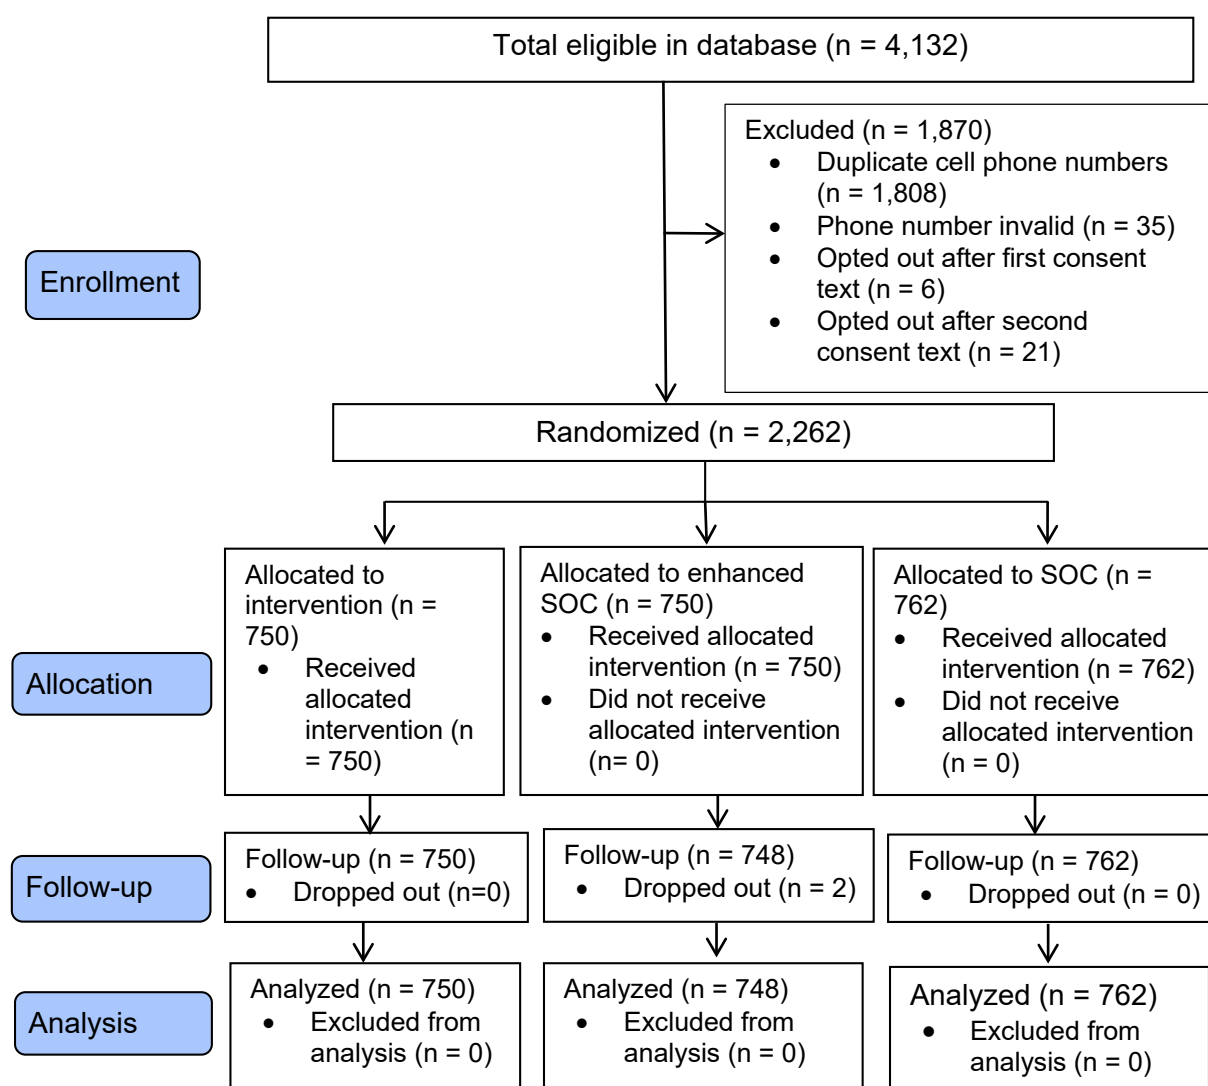 Total eligible in database (n = 4,132)
Excluded (n = 1,870)
• Duplicate cell phone numbers
(n = 1,808)
• Phone number invalid (n = 35)
• Opted out after first consent
text (n = 6)
• Opted out after second
consent text (n = 21)
Enrollment
Randomized (n = 2,262)
Allocation
Allocated to
intervention (n =
750)
• Received
allocated
intervention (n
= 750)
Allocated to enhanced
SOC (n = 750)
• Received allocated
intervention (n = 750)
• Did not receive
allocated intervention
(n= 0)
Allocated to SOC (n =
762)
• Received allocated
intervention (n = 762)
• Did not receive
allocated intervention
(n = 0)
Follow-up
Follow-up (n = 750)
• Dropped out (n=0)
Follow-up (n = 748)
• Dropped out (n = 2)
Follow-up (n = 762)
• Dropped out (n = 0)
Analysis
Analyzed (n = 750)
• Excluded from
analysis (n = 0)
Analyzed (n = 748)
• Excluded from
analysis (n = 0)
Analyzed (n = 762)
• Excluded from
analysis (n = 0)